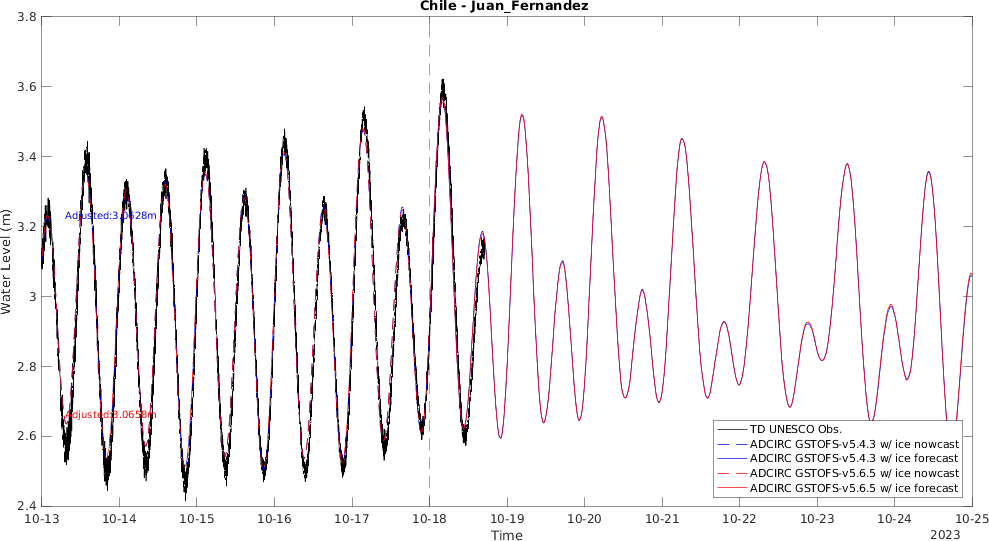 Chile - Juan_Fernandez
3.8
3.6
3.4
3.2
3
2.8
2.6
2.4
Water Level (m)
Adjusted:3.0628m
Adjusted:3.0658m
TD UNESCO Obs.
ADCIRC GSTOFS-v5.4.3 w/ ice nowcast
ADCIRC GSTOFS-v5.4.3 w/ ice forecast
ADCIRC GSTOFS-v5.6.5 w/ ice nowcast
ADCIRC GSTOFS-v5.6.5 w/ ice forecast
10-13 10-14 10-15 10-16 10-17 10-18 10-19 10-20 10-21 10-22 10-23 10-24 10-25
Time
2023